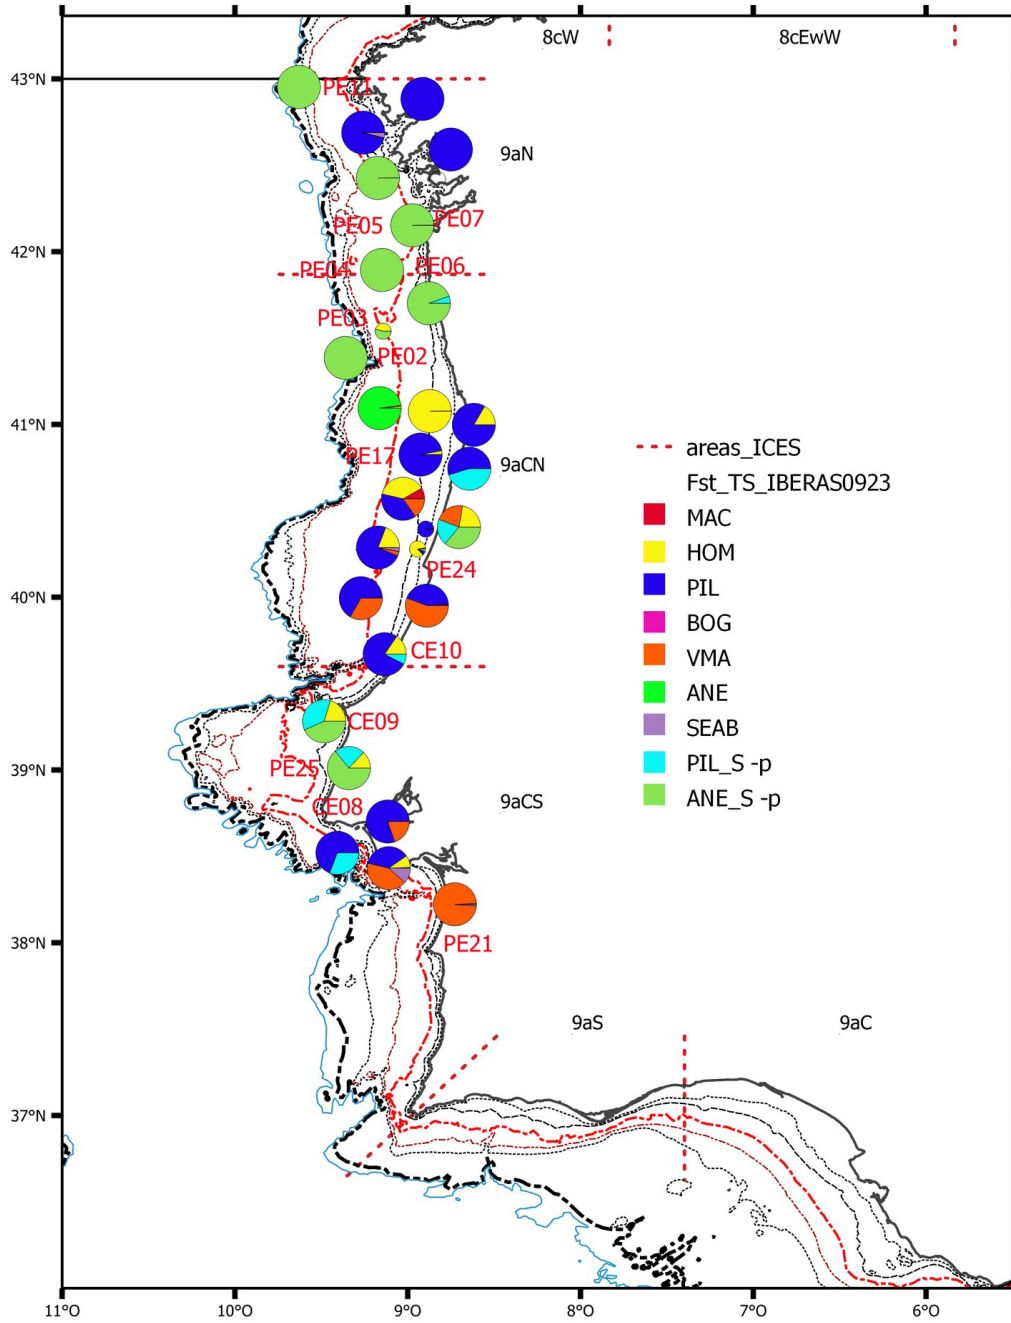 8cW
8cEwW
43°N
PE11
9aN
PE05
PE07
42°N
PE04
PE06
PE03
PE02
41°N
PE17
9aCN
areas_ICES
Fst_TS_IBERAS0923
MAC
HOM
PE24
PIL
40°N
BOG
CE10
VMA
ANE
CE09
SEAB
PE25
PIL_S -p
39°N
CE08
9aCS
ANE_S -p
38°N
PE21
9aS
9aC
37°N
11°O
10°O
9°O
8°O
7°O
6°O